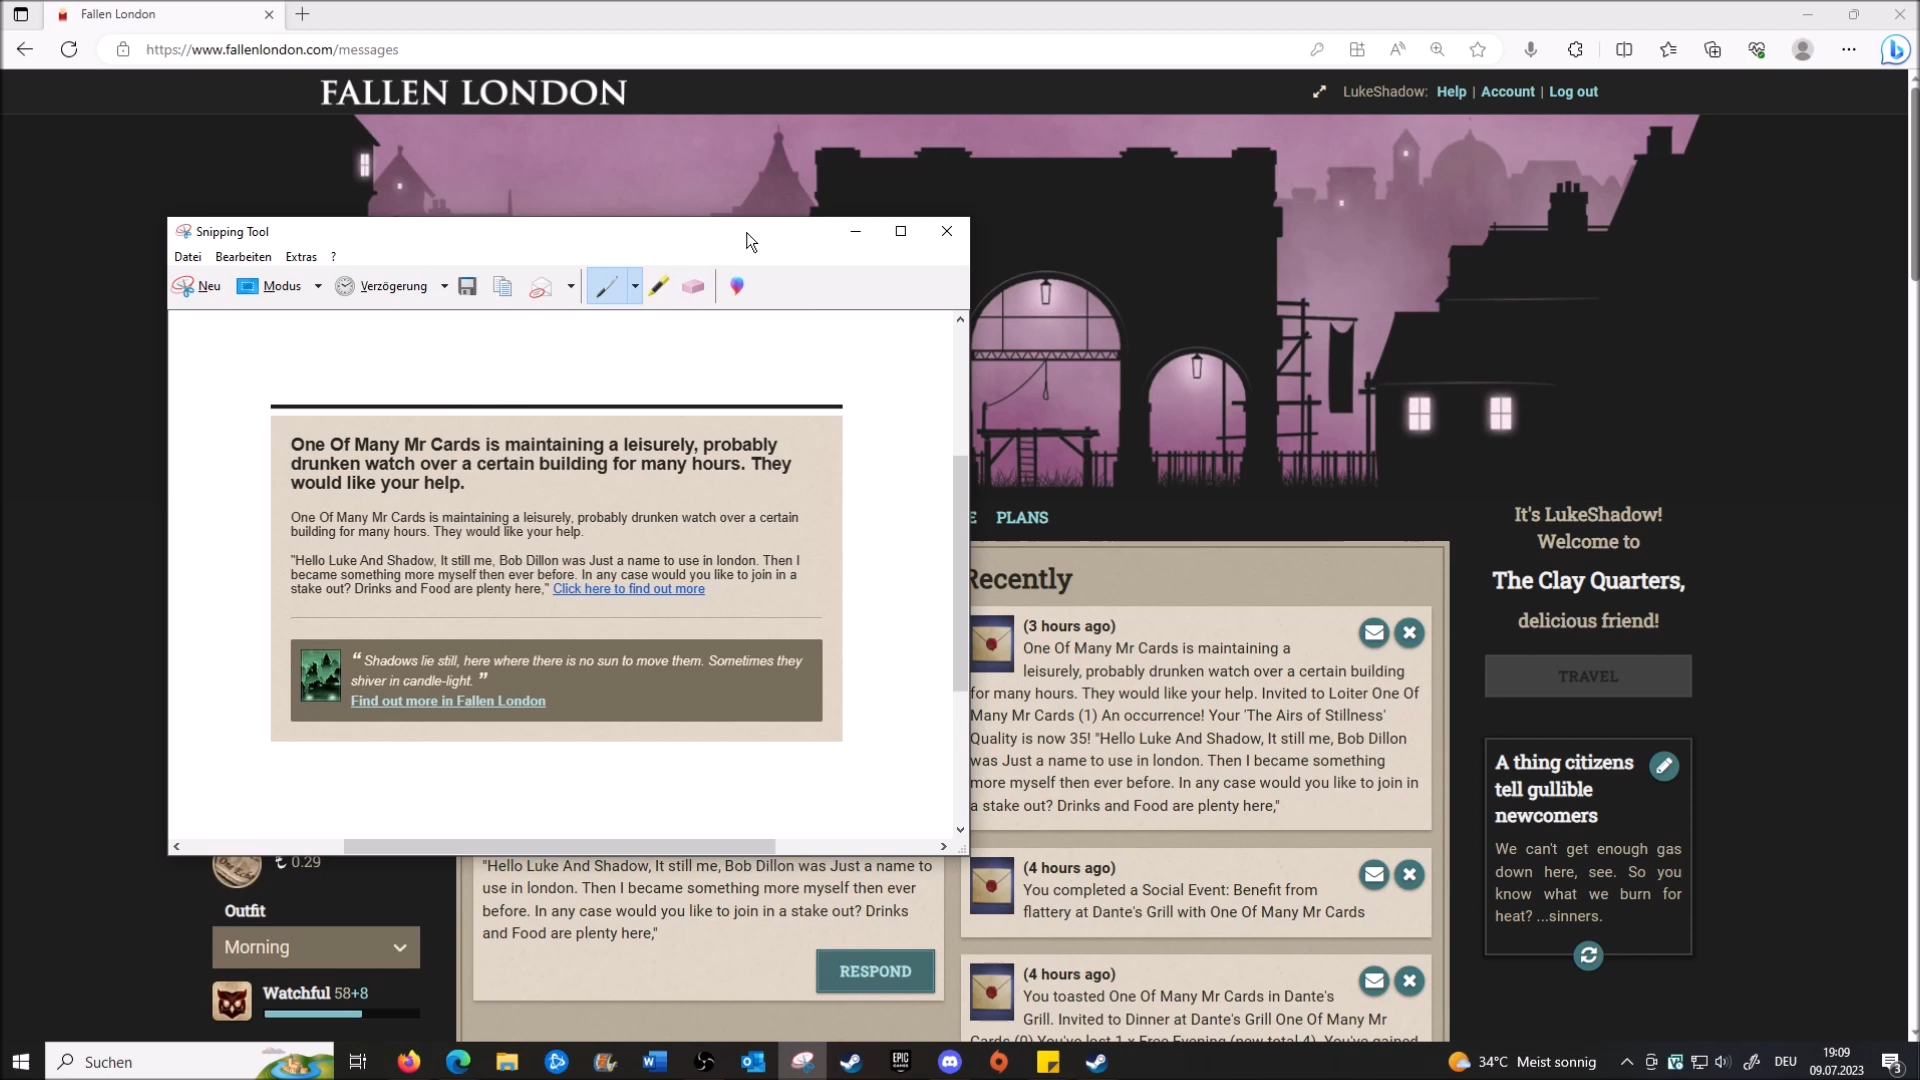 Fallen London
https://www.fallenlondon.com/messages
FALLEN LONDON
LukeShadow: Help | Account | Log out
Snipping Tool
Datei Bearbeiten Extras ?
Neu Modus Verzögerung
One Of Many Mr Cards is maintaining a leisurely, probably
drunken watch over a certain building for many hours. They
would like your help.
One Of Many Mr Cards is maintaining a leisurely, probably drunken watch over a certain
building for many hours. They would like your help.
"Hello Luke And Shadow, It still me, Bob Dillon was Just a name to use in london. Then I
became something more myself then ever before. In any case would you like to join in a
stake out? Drinks and Food are plenty here," Click here to find out more
“ Shadows lie still, here where there is no sun to move them. Sometimes they
shiver in candle-light. ”
Find out more in Fallen London
E PLANS
Recently
(3 hours ago)
One Of Many Mr Cards is maintaining a
leisurely, probably drunken watch over a certain building
for many hours. They would like your help. Invited to Loiter One Of
Many Mr Cards (1) An occurrence! Your 'The Airs of Stillness'
Quality is now 35! "Hello Luke And Shadow, It still me, Bob Dillon
was Just a name to use in london. Then I became something
more myself then ever before. In any case would you like to join in
a stake out? Drinks and Food are plenty here,"
(4 hours ago)
You completed a Social Event: Benefit from
flattery at Dante's Grill with One Of Many Mr Cards
(4 hours ago)
You toasted One Of Many Mr Cards in Dante's
Grill. Invited to Dinner at Dante's Grill One Of Many Mr
Cards (0) You've lost 1 x Free Evening (new total 4). You've gained
It's LukeShadow!
Welcome to
The Clay Quarters,
delicious friend!
TRAVEL
A thing citizens
tell gullible
newcomers
We can't get enough gas
down here, see. So you
know what we burn for
heat? ...sinners.
0.29
Outfit
Morning
Watchful 58+8
"Hello Luke And Shadow, It still me, Bob Dillon was Just a name to
use in london. Then I became something more myself then ever
before. In any case would you like to join in a stake out? Drinks
and Food are plenty here,"
RESPOND
Suchen
EPIC
GAMES
34°C Meist sonnig
DEU
19:09
09.07.2023
3